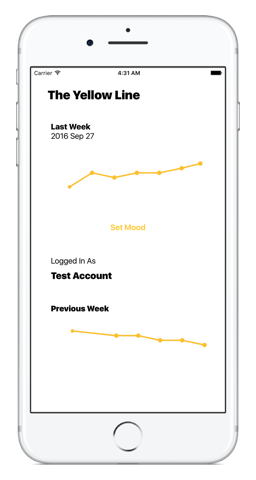 Carrier 4:31 AM
The Yellow Line
Last Week
2016 Sep 27
Set Mood
Logged In As
Test Account
Previous Week